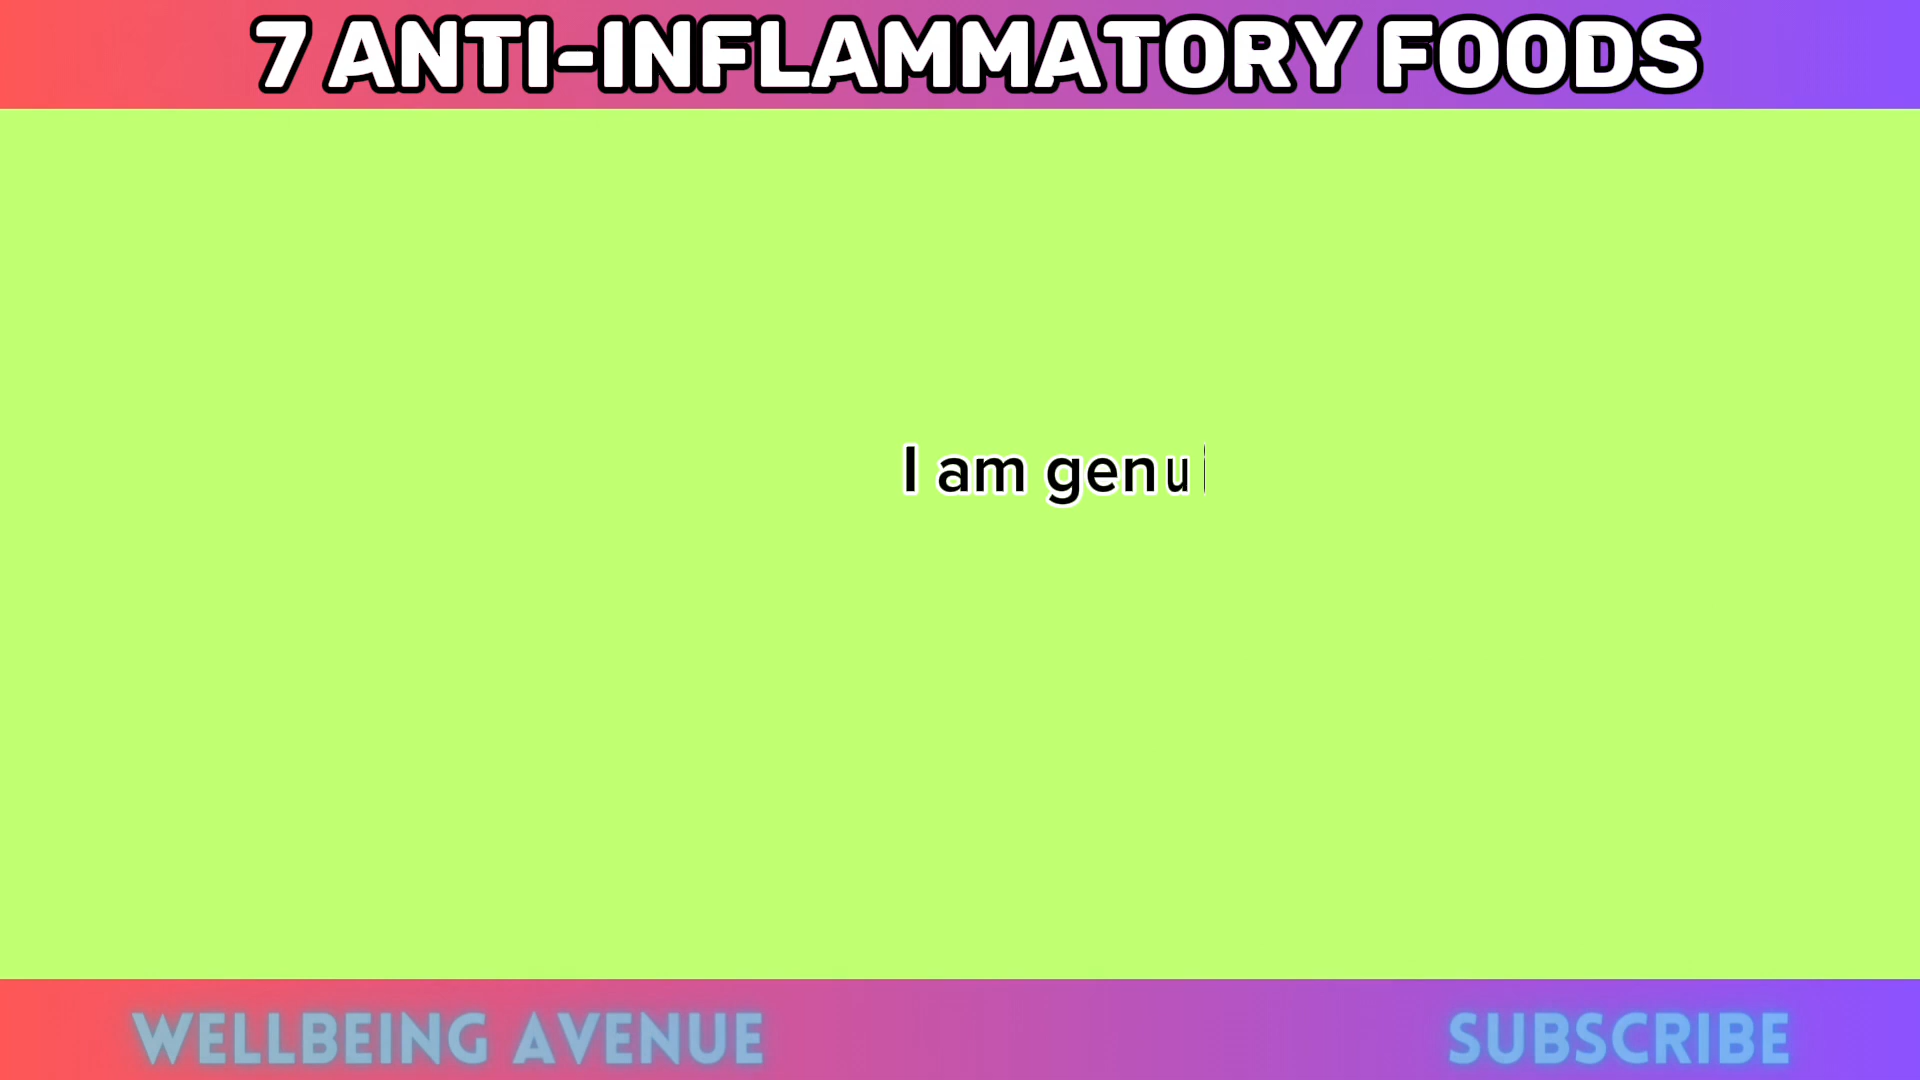 7 ANTI-INFLAMMATORY FOODS
I am genu
WELLBEING AVENUE
SUBSCRIBE